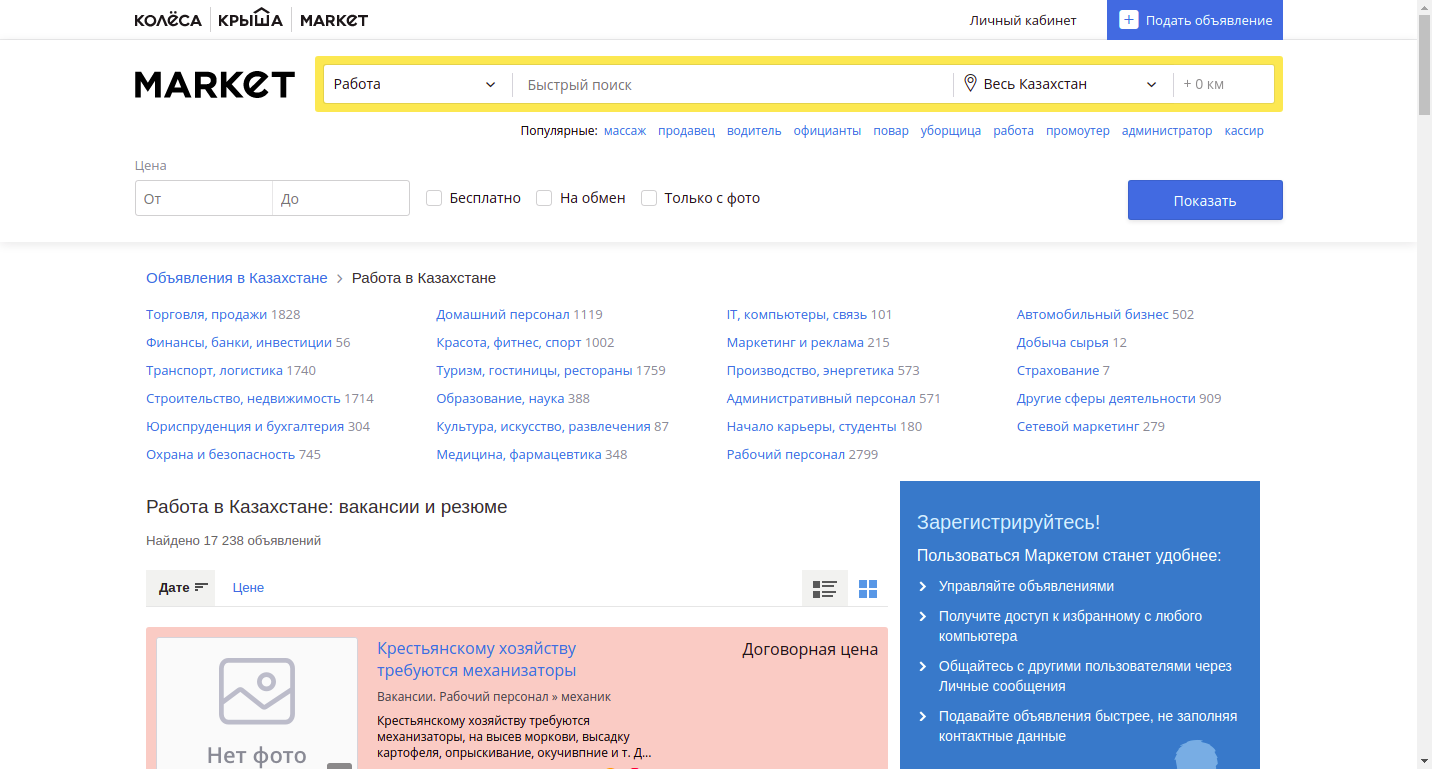 КОЛЁСА КРЫША MARKET Личный кабинет + Подать объявление
MARKET Работа Быстрый поиск Весь Казахстан + 0 км
Популярные: массаж продавец водитель официанты повар уборщица работа промоутер администратор кассир
Цена
От До Бесплатно На обмен Только с фото Показать
Объявления в Казахстане Работа в Казахстане
Торговля, продажи 1828 Домашний персонал 1119 IT, компьютеры, связь 101 Автомобильный бизнес 502
Финансы, банки, инвестиции 56 Красота, фитнес, спорт 1002 Маркетинг и реклама 215 Добыча сырья 12
Транспорт, логистика 1740 Туризм, гостиницы, рестораны 1759 Производство, энергетика 573 Страхование 7
Строительство, недвижимость 1714 Образование, наука 388 Административный персонал 571 Другие сферы деятельности 909
Юриспруденция и бухгалтерия 304 Культура, искусство, развлечения 87 Начало карьеры, студенты 180 Сетевой маркетинг 279
Охрана и безопасность 745 Медицина, фармацевтика 348 Рабочий персонал 2799
Работа в Казахстане: вакансии и резюме
Найдено 17 238 объявлений
Дате Цене
Нет фото
Крестьянскому хозяйству
требуются механизаторы
Договорная цена
Вакансии. Рабочий персонал » механик
Крестьянскому хозяйству требуются
механизаторы, на высев моркови, высадку
картофеля, опрыскивание, окучивпние и т. Д...
Зарегистрируйтесь!
Пользоваться Маркетом станет удобнее:
Управляйте объявлениями
Получите доступ к избранному с любого
компьютера
Общайтесь с другими пользователями через
Личные сообщения
Подавайте объявления быстрее, не заполняя
контактные данные